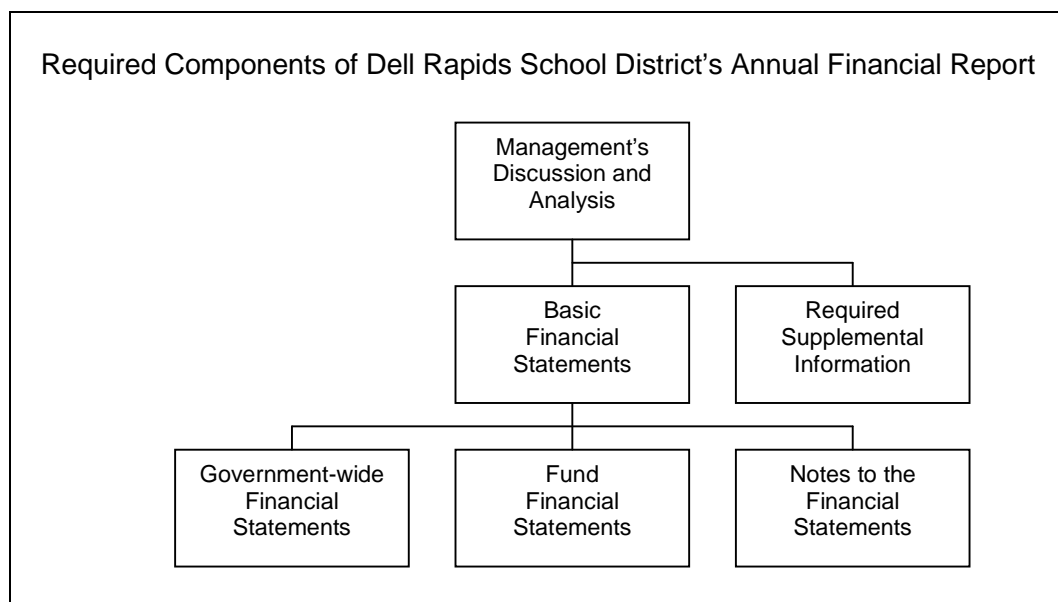 Required Components of Dell Rapids School District's Annual Financial Report
Management's
Discussion and
Analysis
Basic
Financial
Statements
Required
Supplemental
Information
Government-wide
Financial
Statements
Fund
Financial
Statements
Notes to the
Financial
Statements